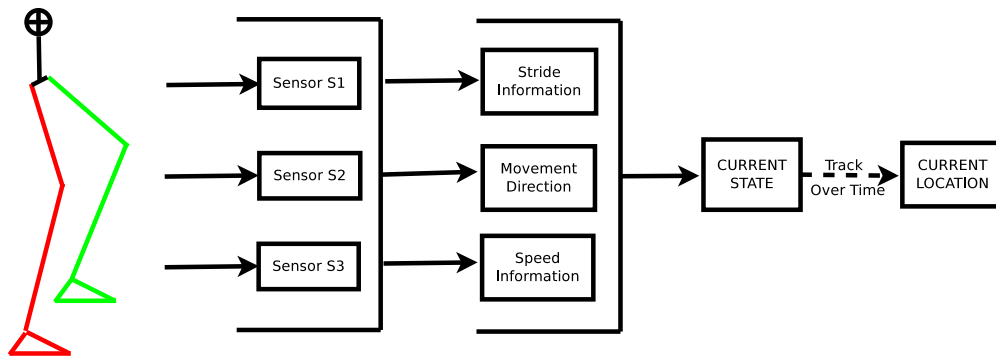 Sensor S1
Sensor S2
Sensor S3
Stride
Information
Movement
Direction
Speed
Information
CURRENT
STATE
Track
Over Time
CURRENT
LOCATION